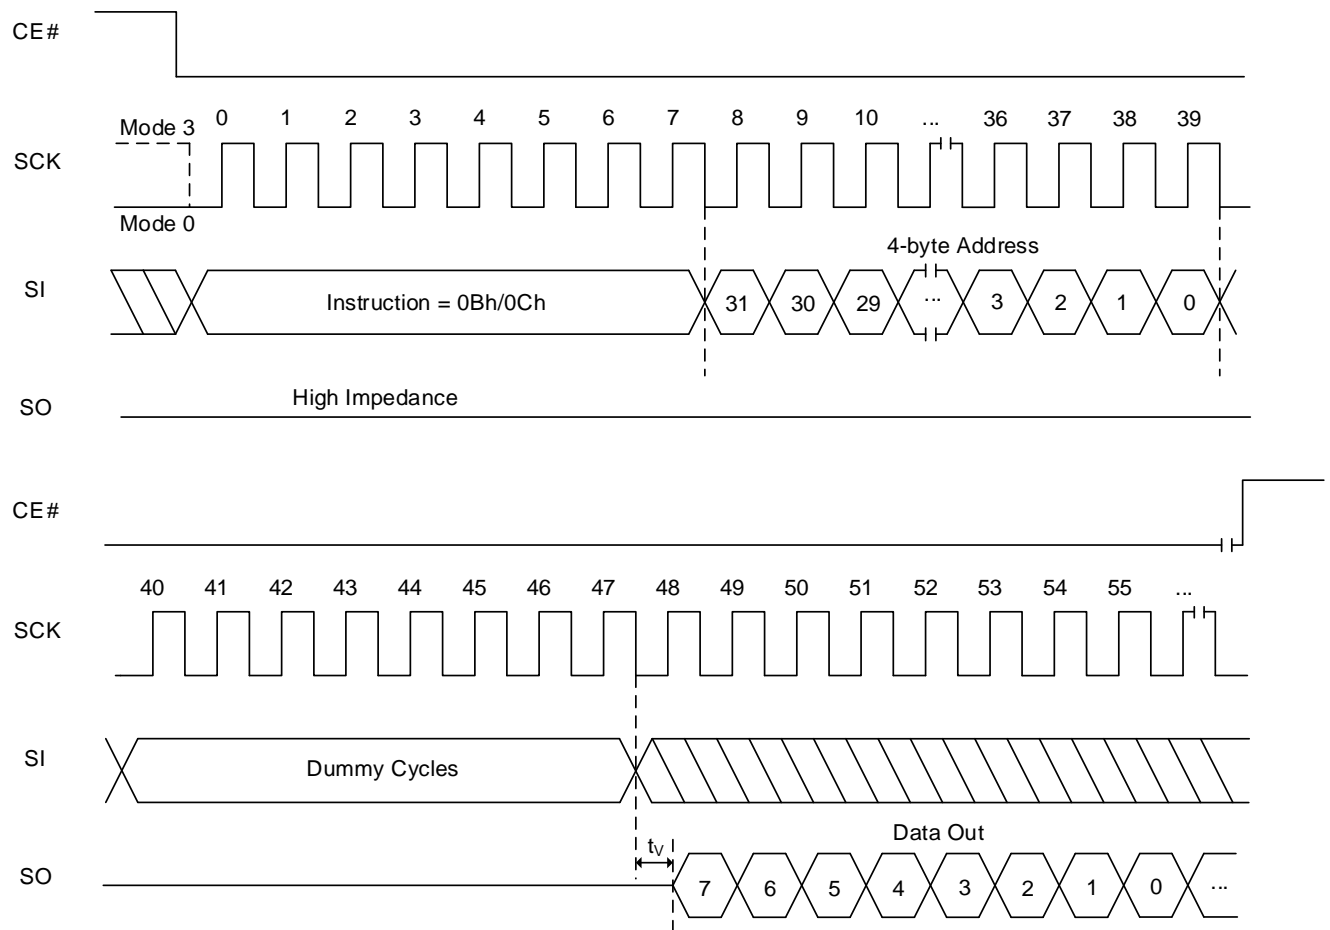 CE#
Mode 3 0 1 2 3 4 5 6 7 8 9 10 ... 36 37 38 39
SCK
Mode 0
4-byte Address
SI Instruction = 0Bh/0Ch 31 30 29 ... 3 2 1 0
High Impedance
SO
CE#
40 41 42 43 44 45 46 47 48 49 50 51 52 53 54 55 ...
SCK
SI Dummy Cycles
Data Out
tV
SO 7 6 5 4 3 2 1 0 ...